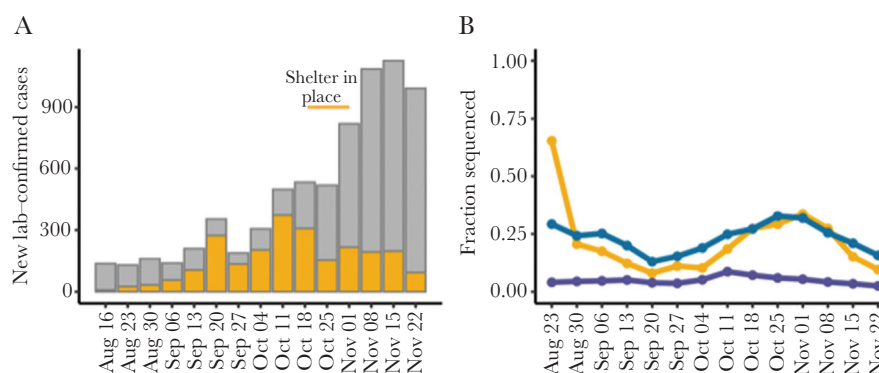 A
New lab–confirmed cases
900
600
300
0
Shelter in
place
Aug 16
Aug 23
Aug 30
Sep 06
Sep 13
Sep 20
Sep 27
Oct 04
Oct 11
Oct 18
Oct 25
Nov 01
Nov 08
Nov 15
Nov 22
B
Fraction sequenced
1.00
0.75
0.50
0.25
0.00
Aug 23
Aug 30
Sep 06
Sep 13
Sep 20
Sep 27
Oct 04
Oct 11
Oct 18
Oct 25
Nov 01
Nov 08
Nov 15
Nov 22